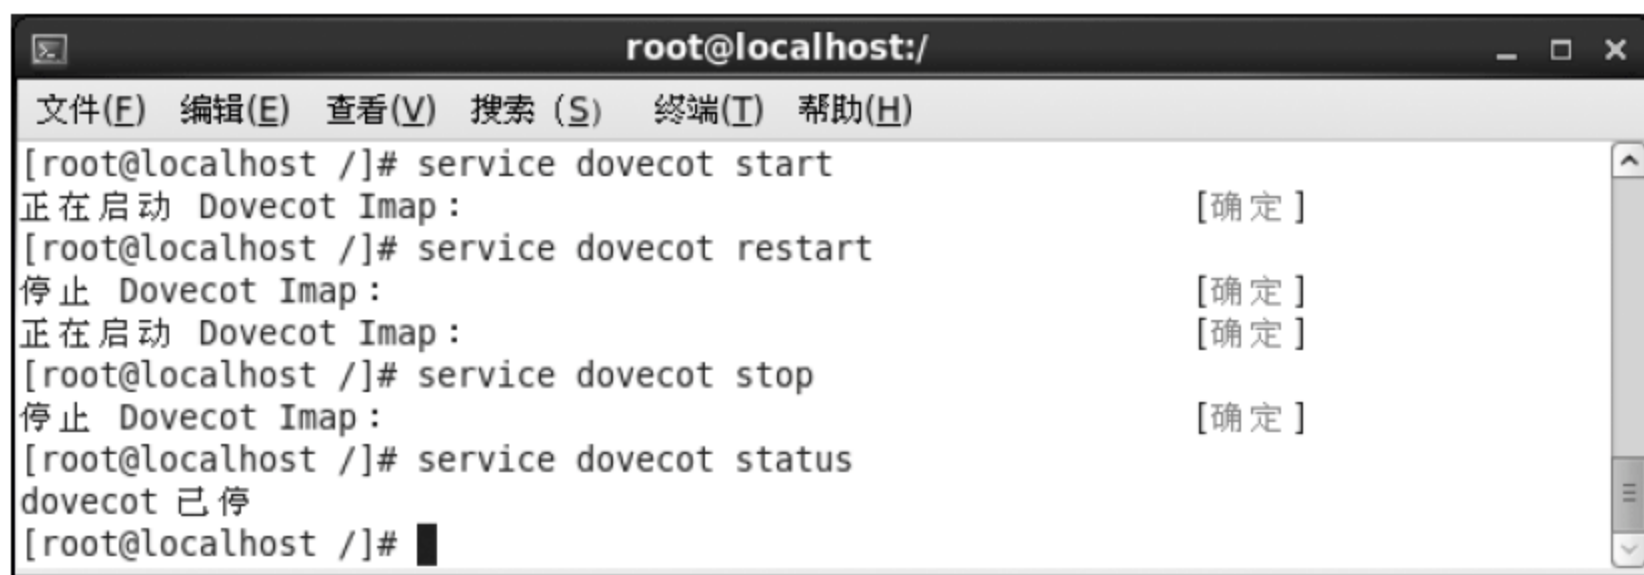 root@localhost:/
文件(F) 编辑(E) 查看(V) 搜索 (S) 终端(T) 帮助(H)
[root@localhost /]# service dovecot start
正在启动 Dovecot Imap: [确定]
[root@localhost /]# service dovecot restart
停止 Dovecot Imap: [确定]
正在启动 Dovecot Imap: [确定]
[root@localhost /]# service dovecot stop
停止 Dovecot Imap: [确定]
[root@localhost /]# service dovecot status
dovecot 已停
[root@localhost /]#